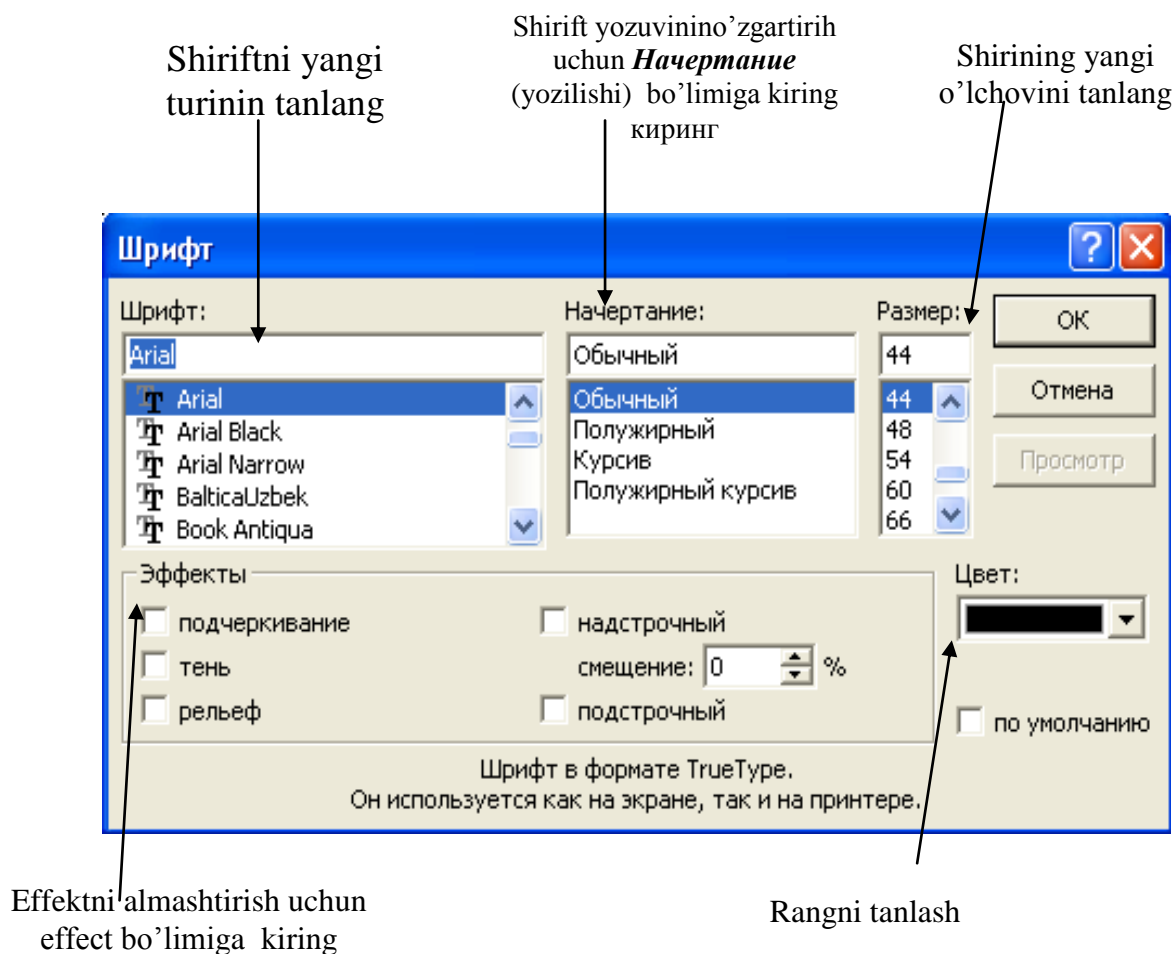 Shiriftni yangi
turinin tanlang
Shirift yozuvinino’zgartirih
uchun Начертание
(yozilishi) bo’limiga kiring
киринг
Shirining yangi
o’lchovini tanlang
Шрифт
Шрифт:
Начертание:
Размер:
Arial
Обычный
44
Arial
Arial Black
Arial Narrow
BalticaUzbek
Book Antiqua
Обычный
Полужирный
Курсив
Полужирный курсив
44
48
54
60
66
ОК
Отмена
Просмотр
Эффекты
подчеркивание
тень
рельеф
надстрочный
смещение: 0 %
подстрочный
Цвет:
по умолчанию
Шрифт в формате TrueType.
Он используется как на экране, так и на принтере.
Effektni almashtirish uchun
effect bo’limiga kiring
Rangni tanlash